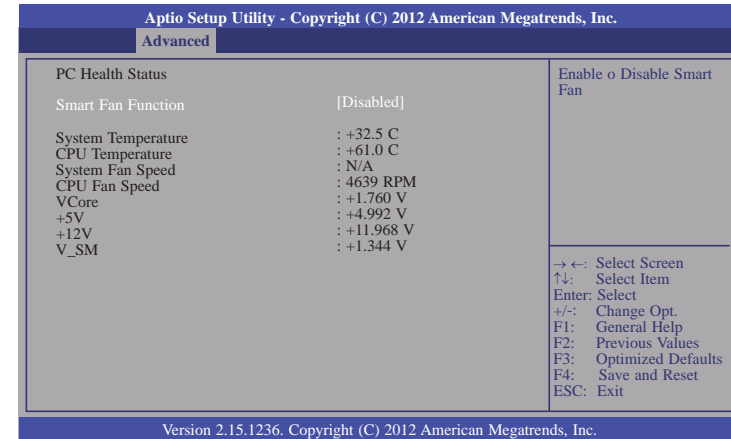 Aptio Setup Utility - Copyright (C) 2012 American Megatrends, Inc.
Advanced
PC Health Status
Smart Fan Function [Disabled]
System Temperature : +32.5 C
CPU Temperature : +61.0 C
System Fan Speed : N/A
CPU Fan Speed : 4639 RPM
VCore : +1.760 V
+5V : +4.992 V
+12V : +11.968 V
V_SM : +1.344 V
Enable o Disable Smart
Fan
→ ←: Select Screen
↑↓: Select Item
Enter: Select
+/-: Change Opt.
F1: General Help
F2: Previous Values
F3: Optimized Defaults
F4: Save and Reset
ESC: Exit
Version 2.15.1236. Copyright (C) 2012 American Megatrends, Inc.